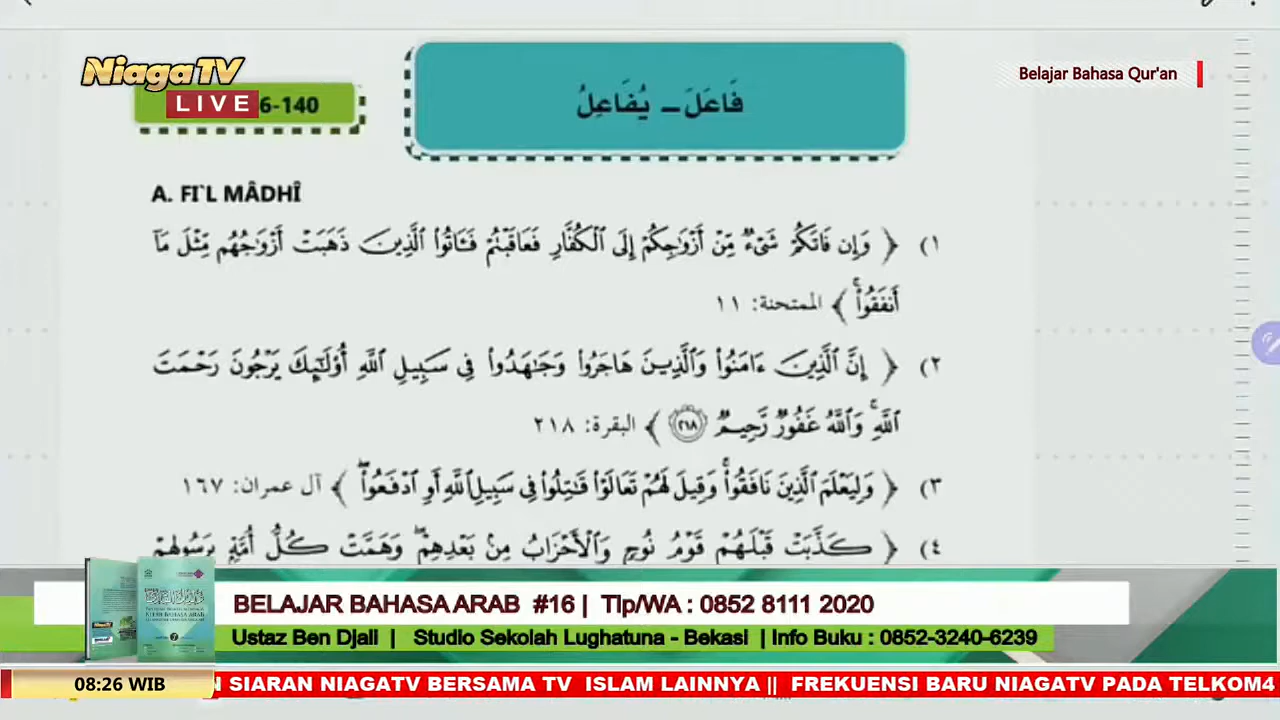 NiagaTV
LIVE
6-140
Belajar Bahasa Qur'an
فَاعَلَ – يُفَاعِلُ
A. FI`L MÂDHÎ
١) ﴿ وَإِن فَاتَكُمْ شَىْءٌ مِّنْ أَزْوَٰجِكُمْ إِلَى ٱلْكُفَّارِ فَعَاقَبْتُمْ فَـَٔاتُوا۟ ٱلَّذِينَ ذَهَبَتْ أَزْوَٰجُهُم مِّثْلَ مَآ
أَنفَقُوا۟ۚ ﴾ الممتحنة: ١١
٢) ﴿ إِنَّ ٱلَّذِينَ ءَامَنُوا۟ وَٱلَّذِينَ هَاجَرُوا۟ وَجَـٰهَدُوا۟ فِى سَبِيلِ ٱللَّهِ أُو۟لَـٰٓئِكَ يَرْجُونَ رَحْمَتَ
ٱللَّهِۚ وَٱللَّهُ غَفُورٌ رَّحِيمٌ ٢١٨ ﴾ البقرة: ٢١٨
٣) ﴿ وَلِيَعْلَمَ ٱلَّذِينَ نَافَقُوا۟ۚ وَقِيلَ لَهُمْ تَعَالَوْا۟ قَـٰتِلُوا۟ فِى سَبِيلِ ٱللَّهِ أَوِ ٱدْفَعُوا۟ۖ ﴾ آل عمران: ١٦٧
٤) ﴿ كَذَّبَتْ قَبْلَهُمْ قَوْمُ نُوحٍ وَٱلْأَحْزَابُ مِنۢ بَعْدِهِمْۖ وَهَمَّتْ كُلُّ أُمَّةٍۭ بِرَسُولِهِمْ
BELAJAR BAHASA ARAB #16 | Tlp/WA : 0852 8111 2020
Ustaz Ben Djali | Studio Sekolah Lughatuna - Bekasi | Info Buku : 0852-3240-6239
08:26 WIB
N SIARAN NIAGATV BERSAMA TV ISLAM LAINNYA || FREKUENSI BARU NIAGATV PADA TELKOM4